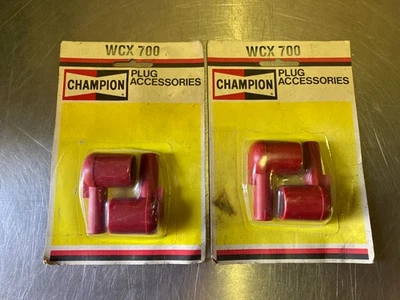 WCX 700
CHAMPION
PLUG
ACCESSORIES
WCX 700
CHAMPION
PLUG
ACCESSORIES